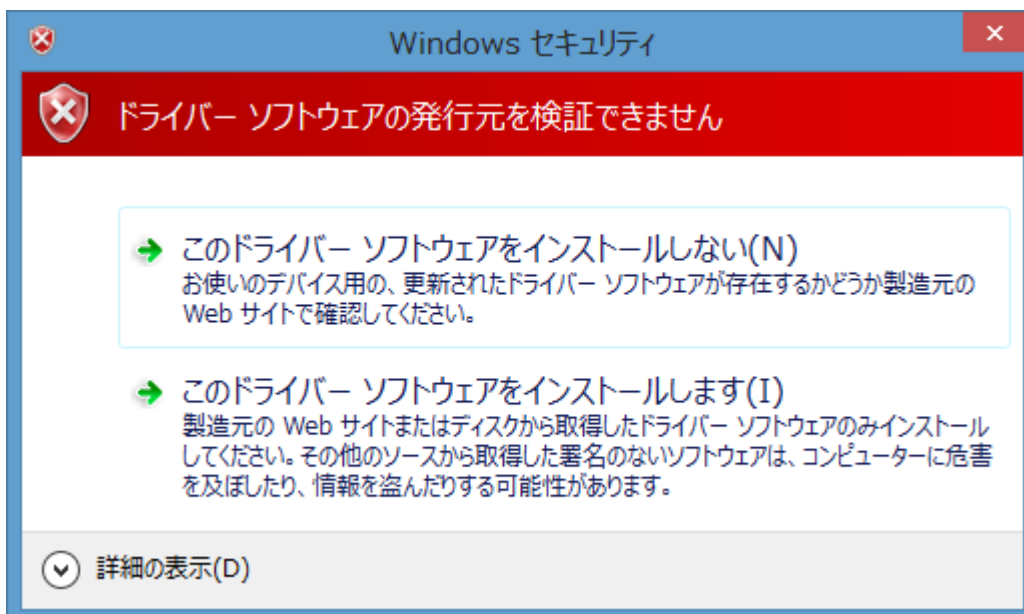 Windows セキュリティ
ドライバー ソフトウェアの発行元を検証できません
このドライバー ソフトウェアをインストールしない(N)
お使いのデバイス用の、更新されたドライバー ソフトウェアが存在するかどうか製造元の
Web サイトで確認してください。
このドライバー ソフトウェアをインストールします(I)
製造元の Web サイトまたはディスクから取得したドライバー ソフトウェアのみインストール
してください。その他のソースから取得した署名のないソフトウェアは、コンピューターに危害
を及ぼしたり、情報を盗んだりする可能性があります。
詳細の表示(D)